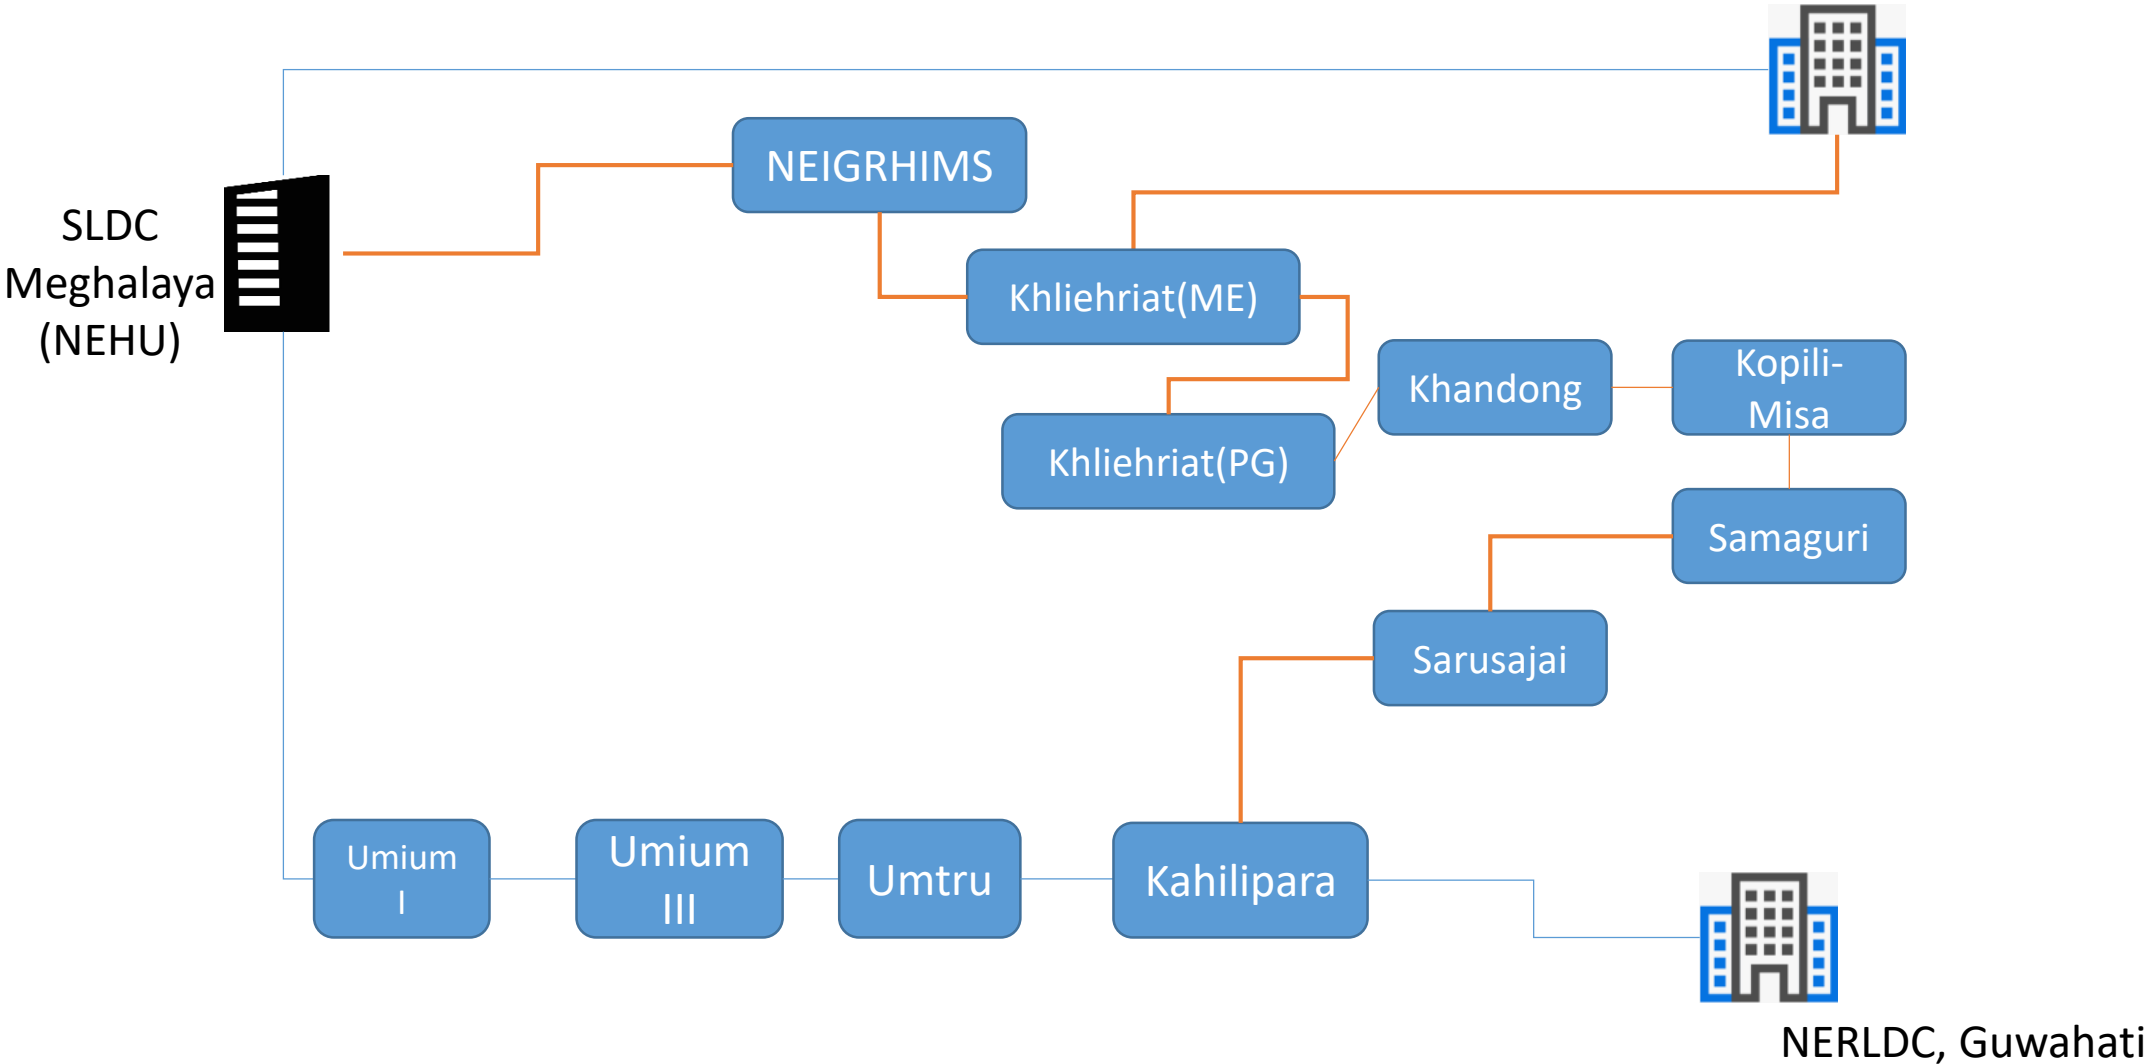 NEIGRHIMS
SLDC
Meghalaya
(NEHU)
Khliehriat(ME)
Khandong
Kopili-
Misa
Khliehriat(PG)
Samaguri
Sarusajai
Umium
I
Umium
III
Umtru
Kahilipara
NERLDC, Guwahati